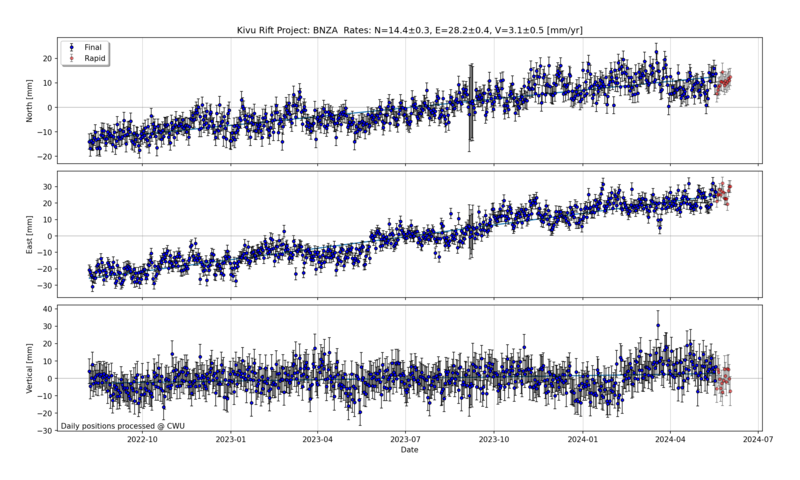 Kivu Rift Project: BNZA Rates: N=14.4±0.3, E=28.2±0.4, V=3.1±0.5 [mm/yr]
Final
Rapid
North [mm]
20
10
0
−10
−20
East [mm]
30
20
10
0
−10
−20
−30
Vertical [mm]
40
30
20
10
0
−10
−20
−30
Daily positions processed @ CWU
2022-10 2023-01 2023-04 2023-07 2023-10 2024-01 2024-04 2024-07
Date